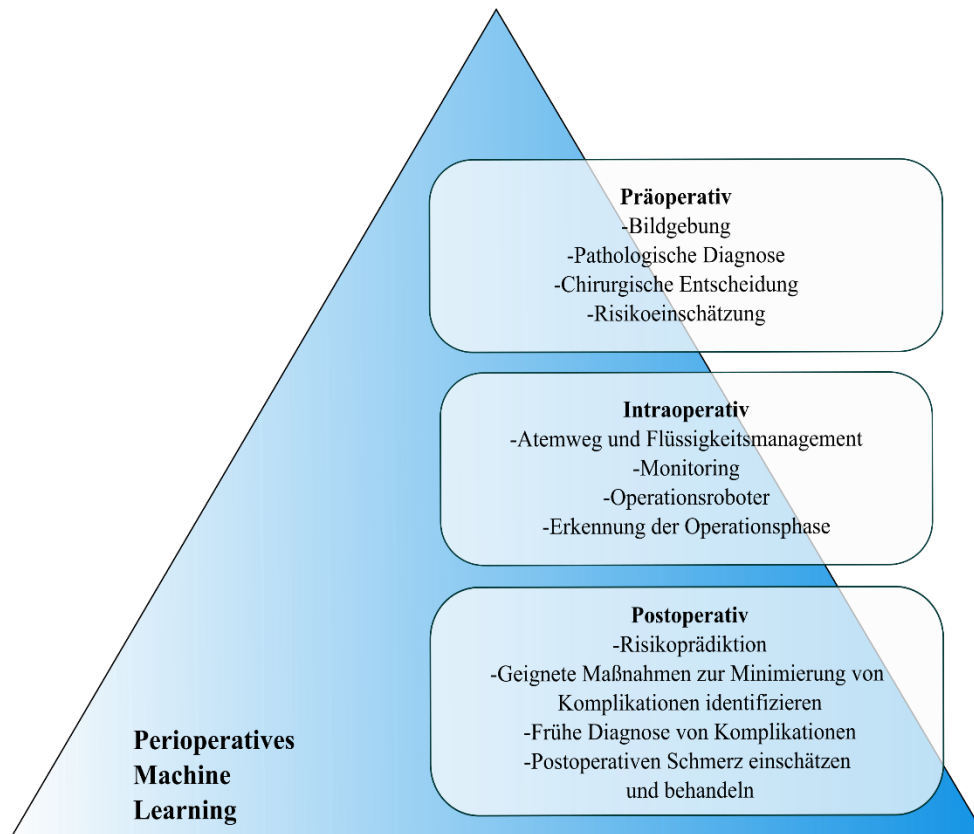 Präoperativ
-Bildgebung
-Pathologische Diagnose
-Chirurgische Entscheidung
-Risikoeinschätzung
Intraoperativ
-Atemweg und Flüssigkeitsmanagement
-Monitoring
-Operationsroboter
-Erkennung der Operationsphase
Postoperativ
-Risikoprädiktion
-Geignete Maßnahmen zur Minimierung von
Komplikationen identifizieren
-Frühe Diagnose von Komplikationen
-Postoperativen Schmerz einschätzen
und behandeln
Perioperatives
Machine
Learning